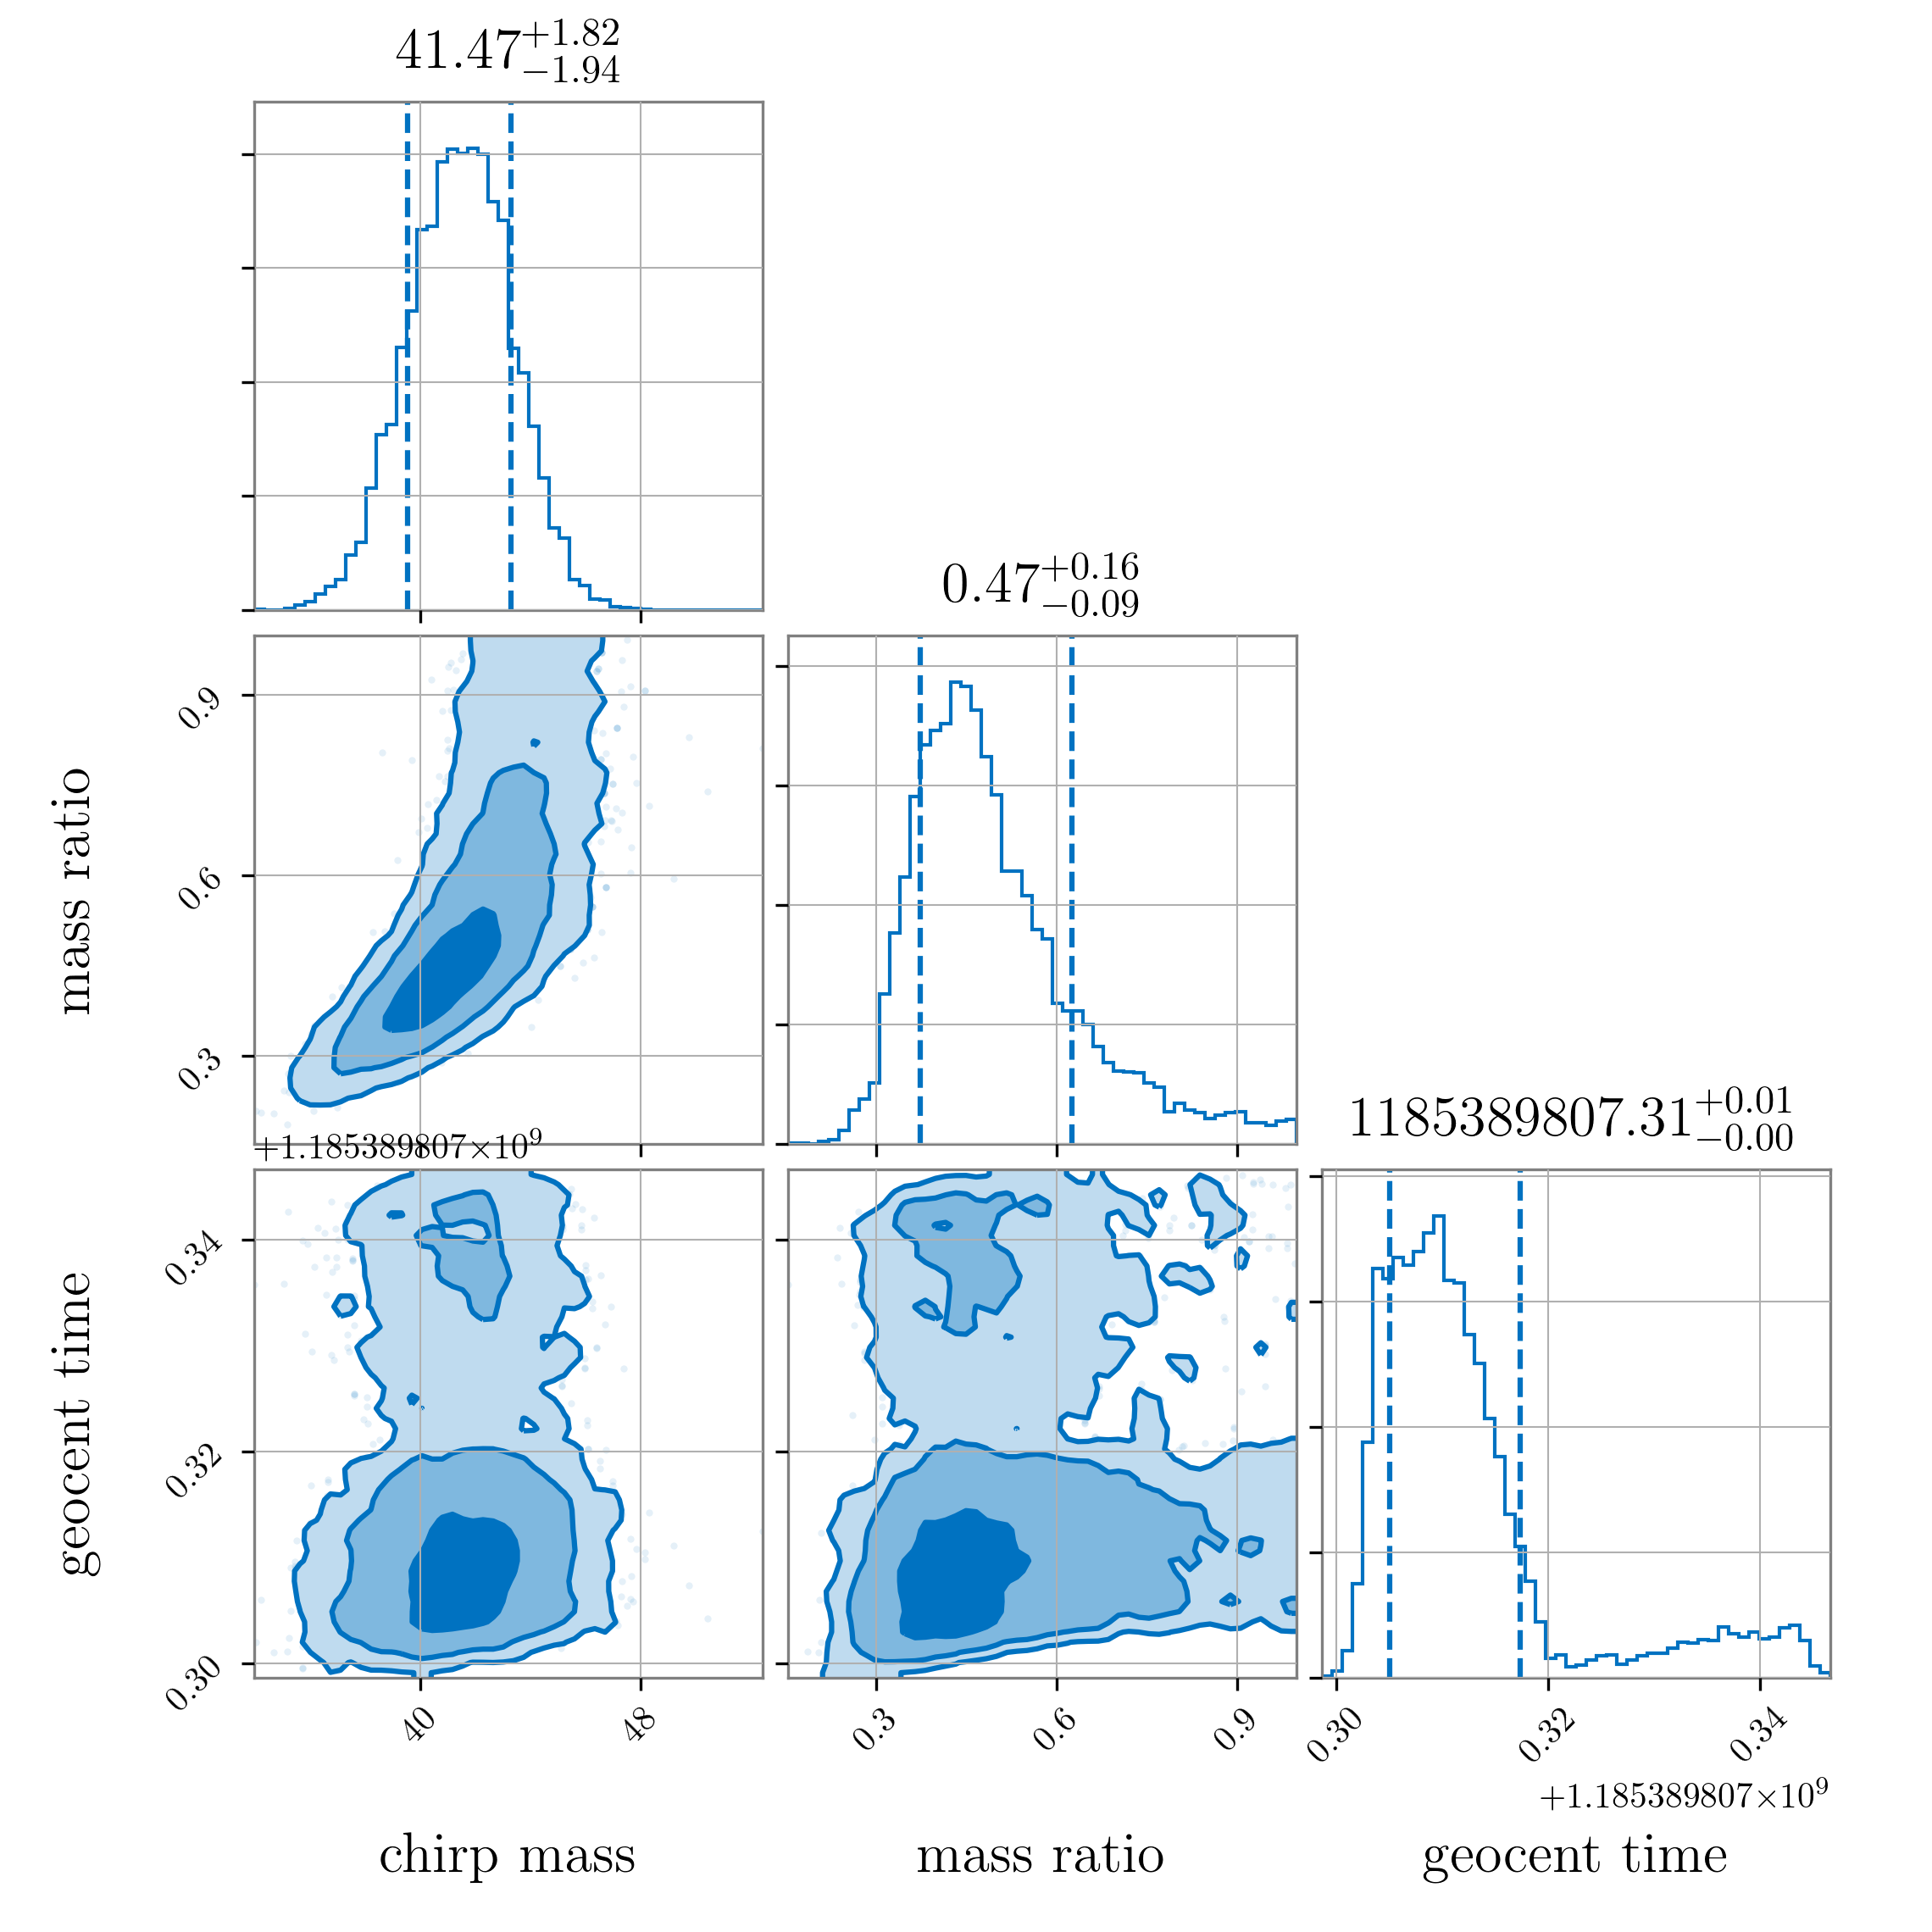 41.47+1.82−1.94
0.47+0.16−0.09
mass ratio
0.9
0.6
0.3
1185389807.31+0.01−0.00
+1.185389807×10⁹
geocent time
0.34
0.32
0.30
40 48
0.3 0.6 0.9
0.30 0.32 0.34
+1.185389807×10⁹
chirp mass
mass ratio
geocent time